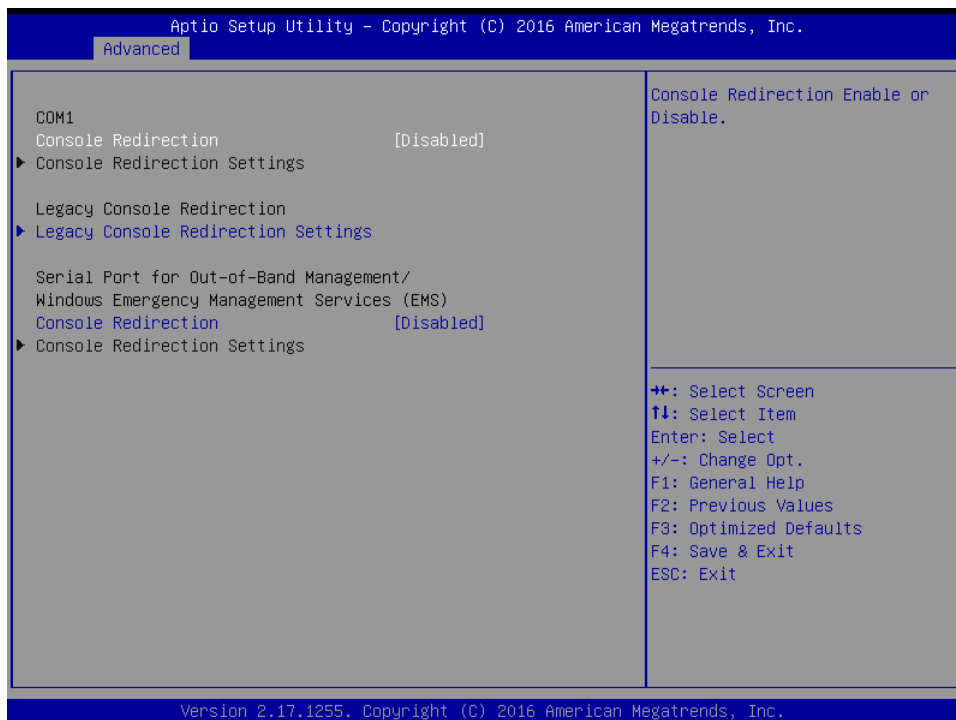 Aptio Setup Utility – Copyright (C) 2016 American Megatrends, Inc.
Advanced
COM1
Console Redirection [Disabled]
Console Redirection Settings
Legacy Console Redirection
Legacy Console Redirection Settings
Serial Port for Out-of-Band Management/
Windows Emergency Management Services (EMS)
Console Redirection [Disabled]
Console Redirection Settings
Console Redirection Enable or
Disable.
→←: Select Screen
↑↓: Select Item
Enter: Select
+/-: Change Opt.
F1: General Help
F2: Previous Values
F3: Optimized Defaults
F4: Save & Exit
ESC: Exit
Version 2.17.1255. Copyright (C) 2016 American Megatrends, Inc.